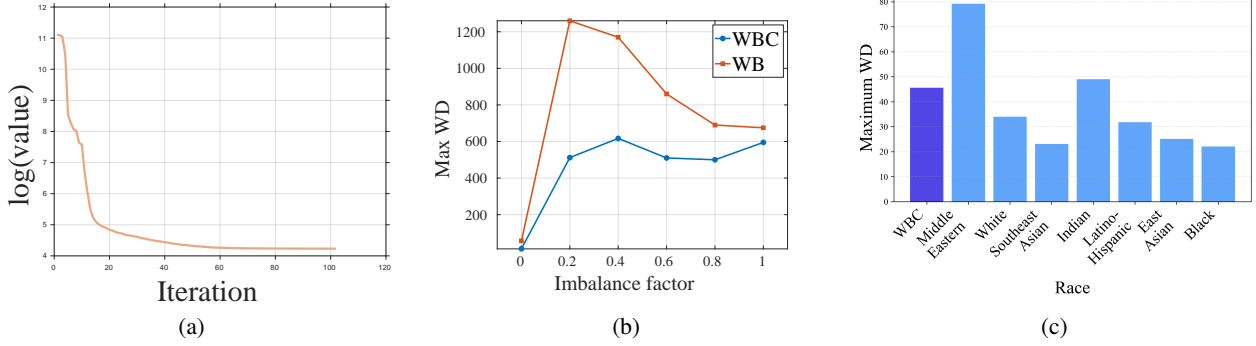 12
11
10
9
8
7
6
5
4
0
20
40
60
80
100
120
log(value)
Iteration
(a)
1200
1000
800
600
400
200
0
0.2
0.4
0.6
0.8
1
Max WD
Imbalance factor
WBC
WB
(b)
80
70
60
50
40
30
20
10
0
Maximum WD
WBC
Middle
Eastern
White
Southeast
Asian
Indian
Latino-
Hispanic
East
Asian
Black
Race
(c)